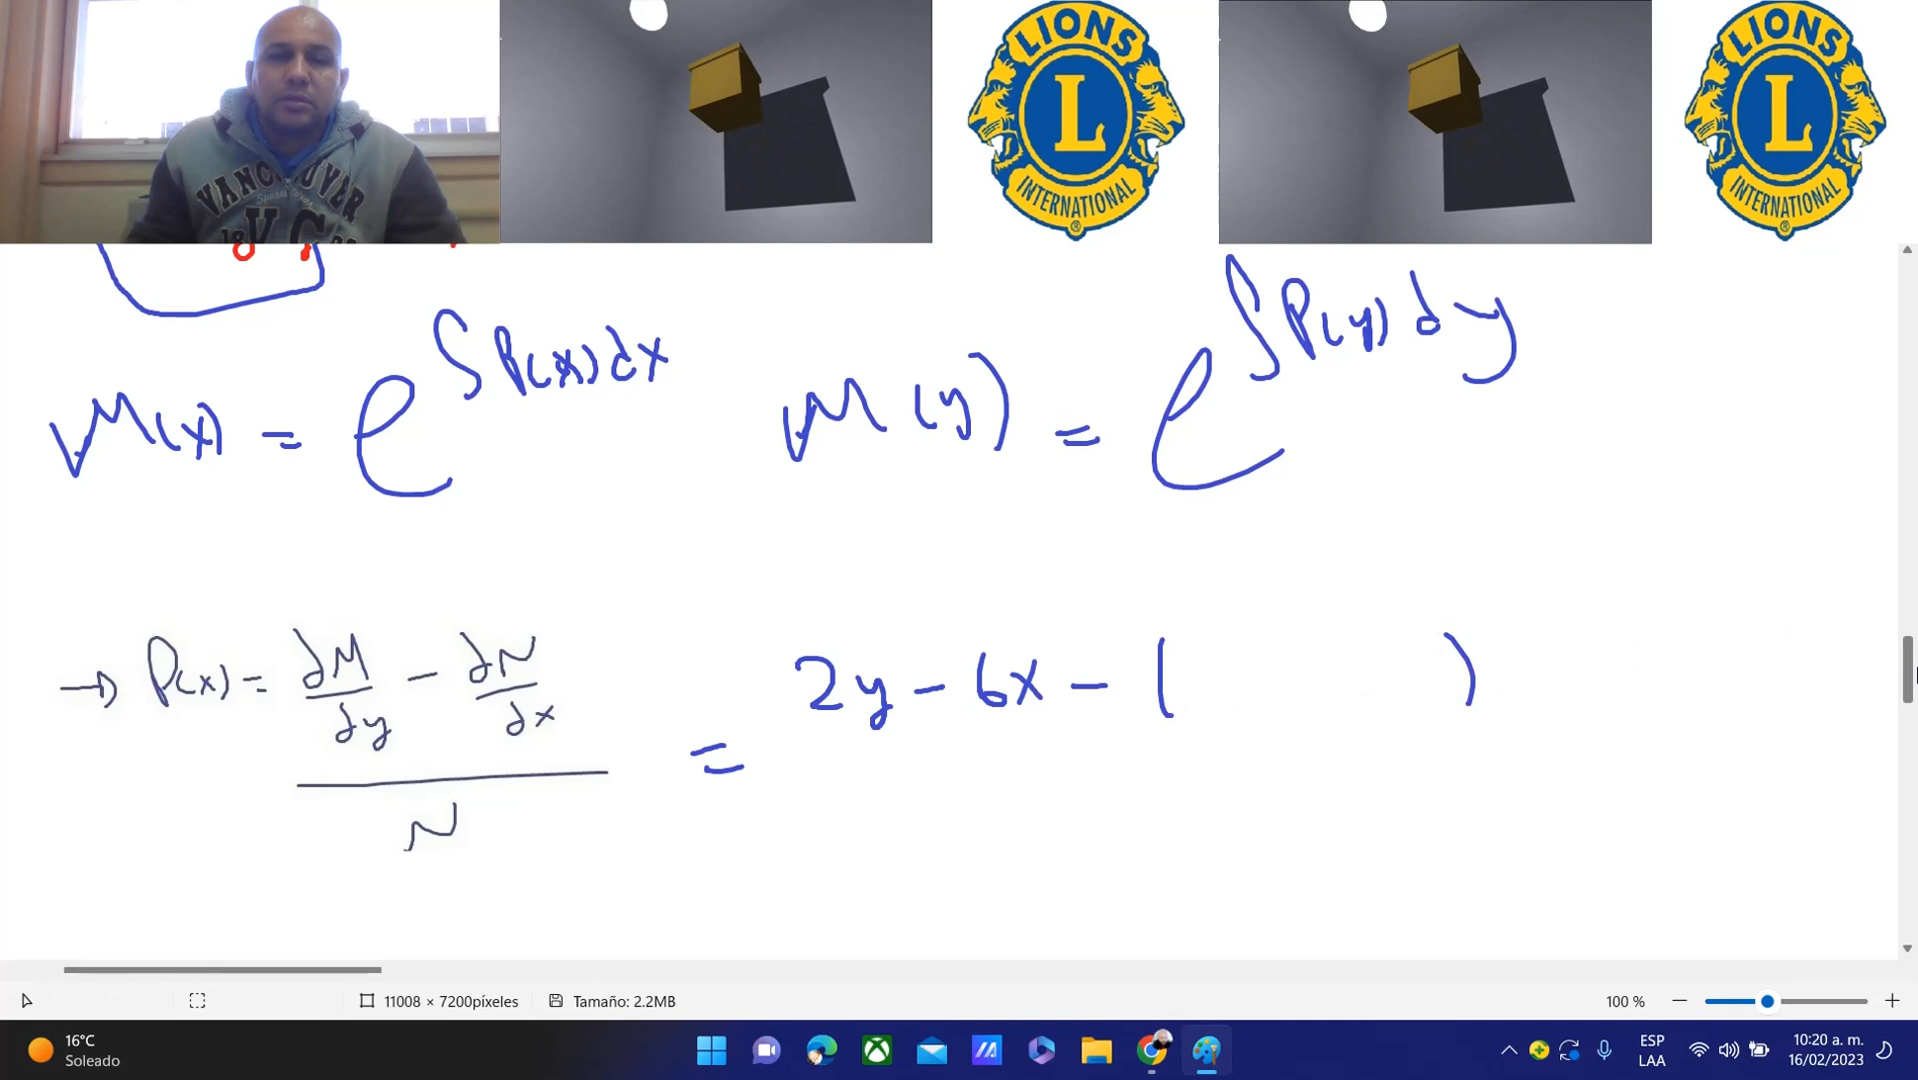 LIONS
L
INTERNATIONAL
®
LIONS
L
INTERNATIONAL
®
VANCOUVER
M(x) = e^∫P(x)dx
M(y) = e^∫P(y)dy
→ P(x) = (∂M/∂y - ∂N/∂x) / N = 2y - 6x - ( )
11008 × 7200píxeles
Tamaño: 2.2MB
100 %
16°C
Soleado
ESP
LAA
10:20 a. m.
16/02/2023